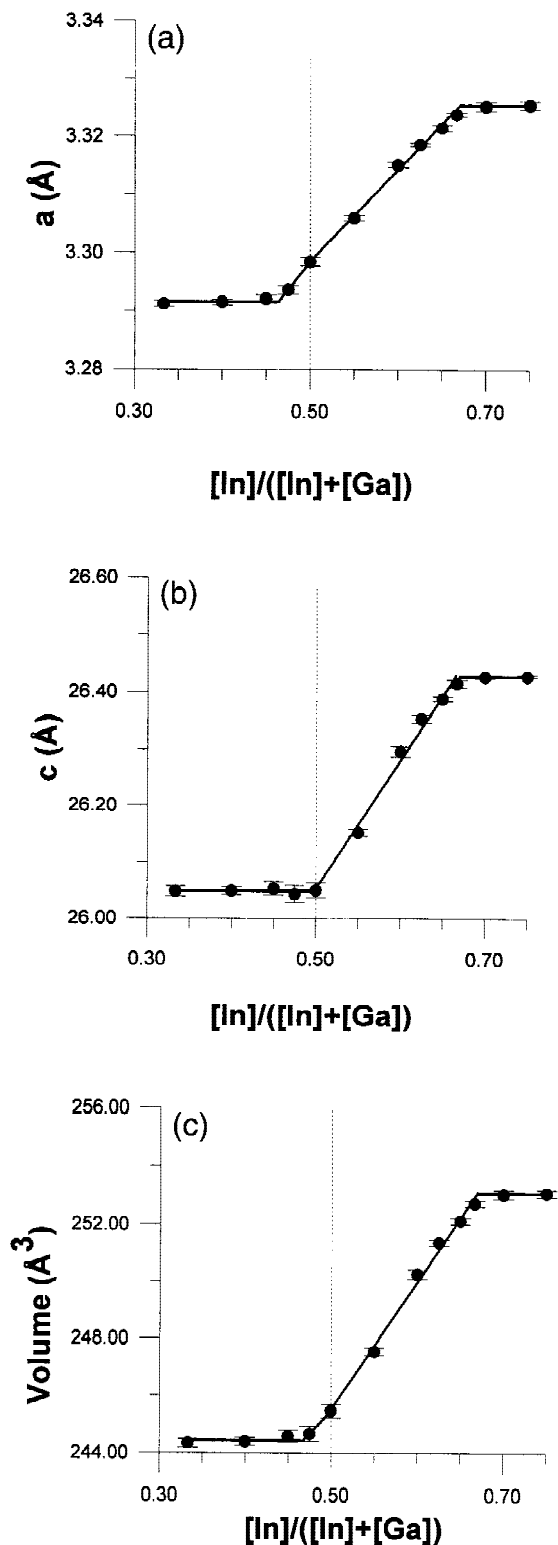 3.34
(a)
3.32
a (Å)
3.30
3.28
0.30 0.50 0.70
[In]/([In]+[Ga])
26.60
(b)
26.40
c (Å)
26.20
26.00
0.30 0.50 0.70
[In]/([In]+[Ga])
256.00
(c)
252.00
Volume (Å³)
248.00
244.00
0.30 0.50 0.70
[In]/([In]+[Ga])